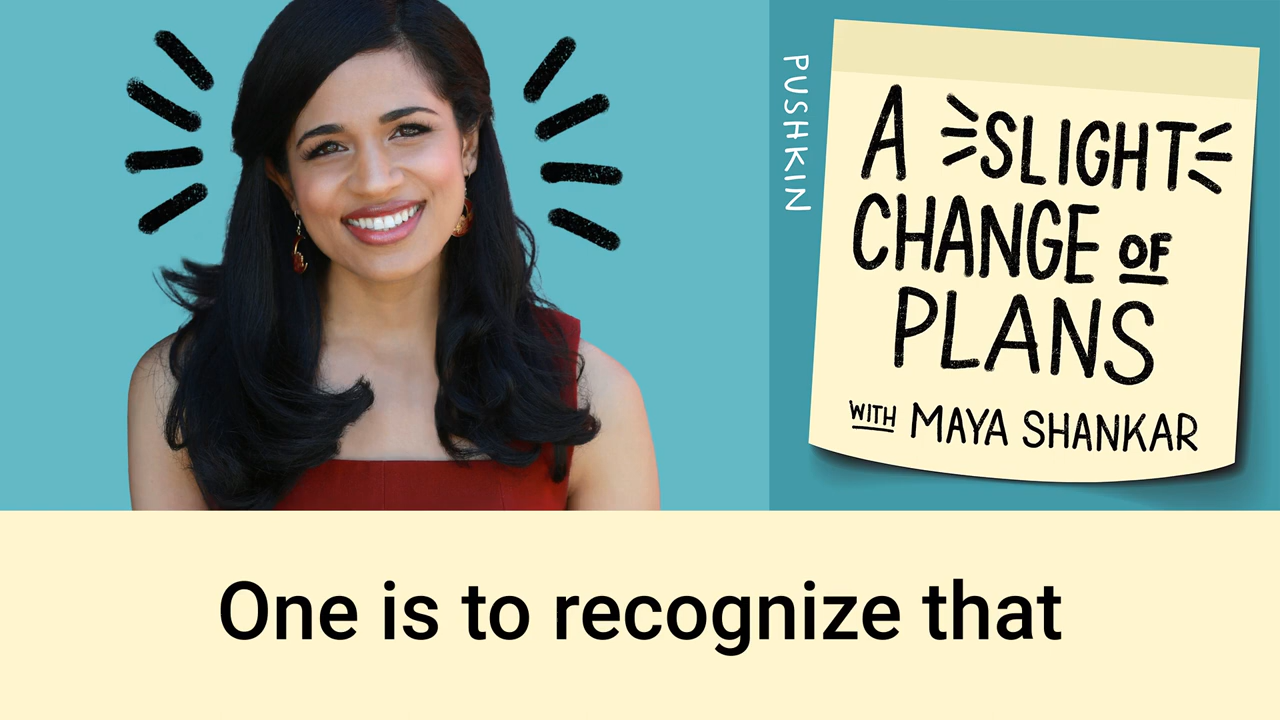 PUSHKIN
A SLIGHT
CHANGE OF
PLANS
WITH MAYA SHANKAR
One is to recognize that